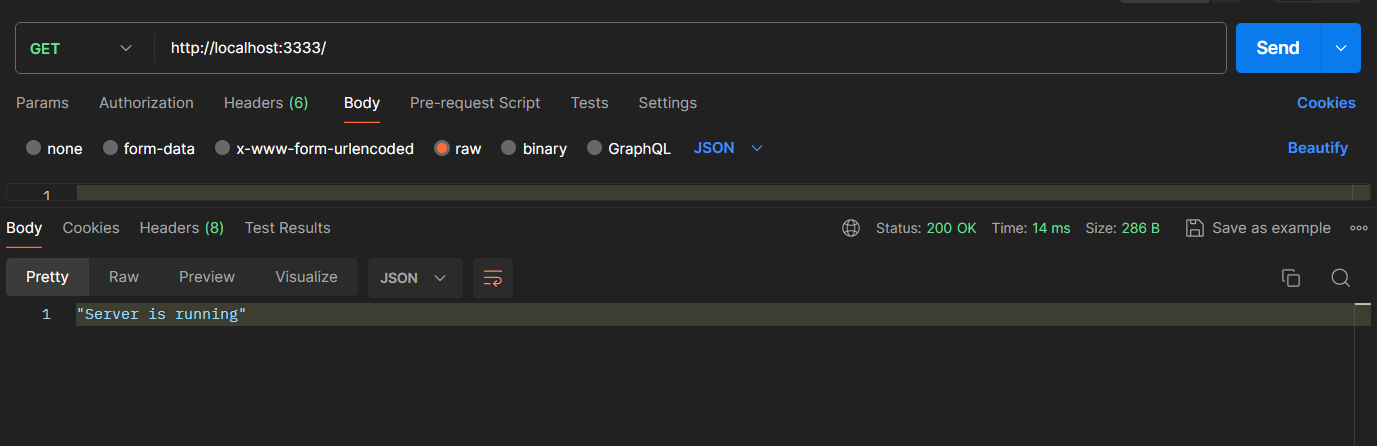 GET http://localhost:3333/ Send
Params Authorization Headers (6) Body Pre-request Script Tests Settings Cookies
none form-data x-www-form-urlencoded raw binary GraphQL JSON Beautify
1
Body Cookies Headers (8) Test Results Status: 200 OK Time: 14 ms Size: 286 B Save as example
Pretty Raw Preview Visualize JSON
1 "Server is running"